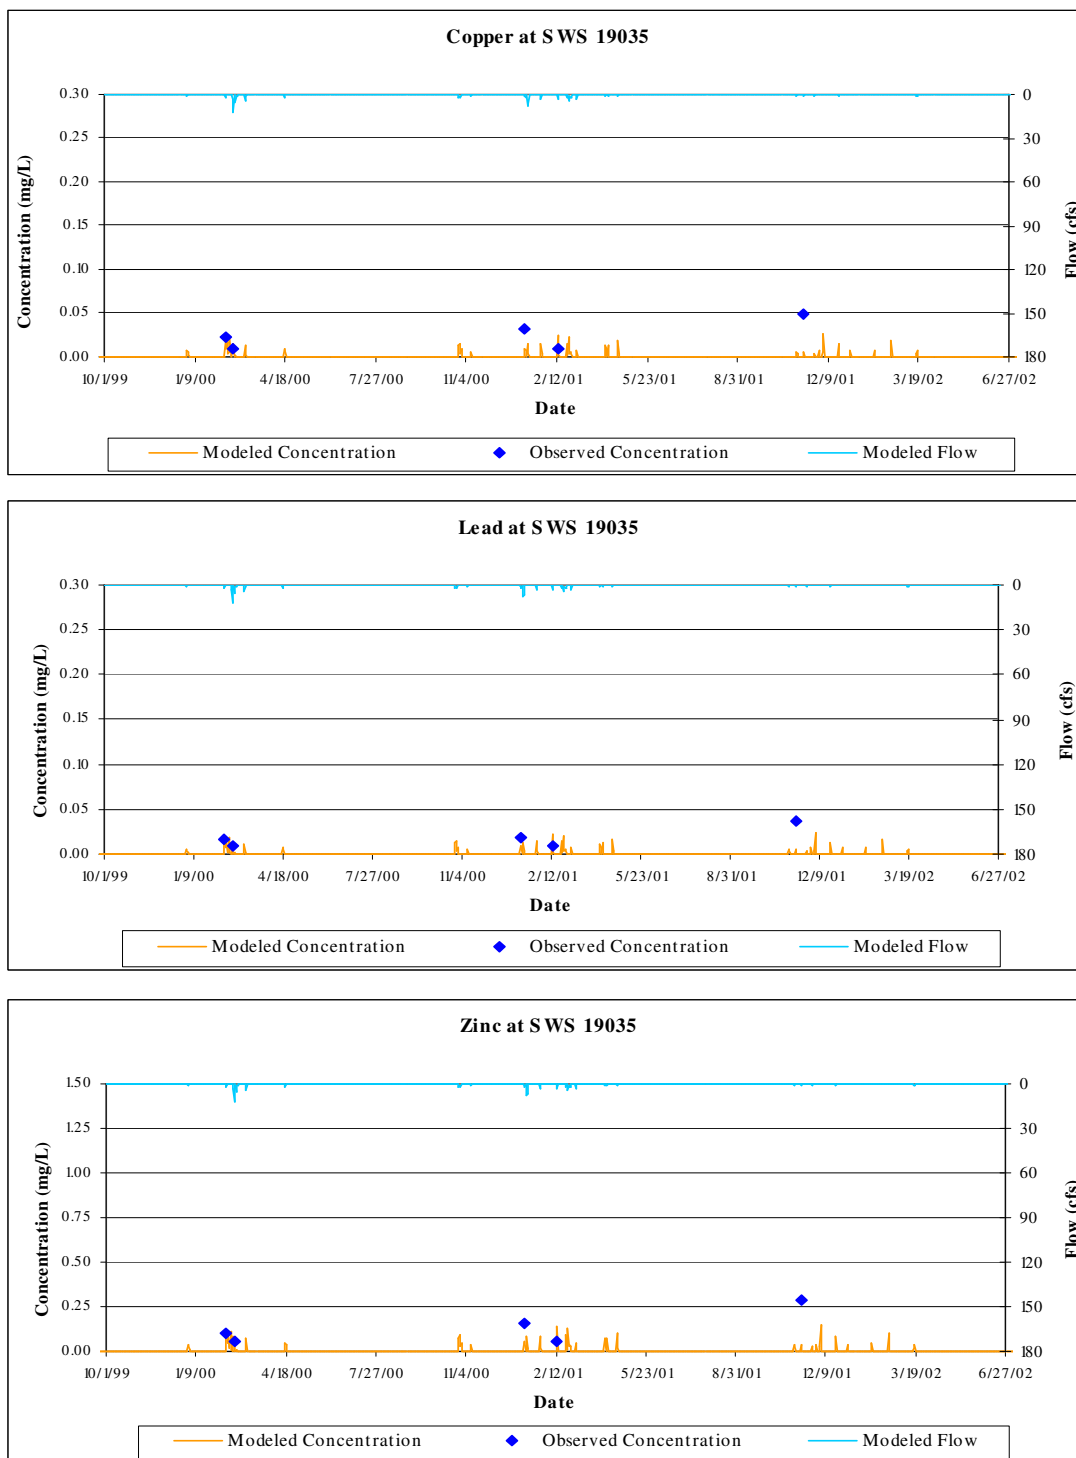 Copper at SWS 19035
0.30
0.25
0.20
0.15
0.10
0.05
0.00
0
30
60
90
120
150
180
Concentration (mg/L)
Flow (cfs)
10/1/99 1/9/00 4/18/00 7/27/00 11/4/00 2/12/01 5/23/01 8/31/01 12/9/01 3/19/02 6/27/02
Date
Modeled Concentration Observed Concentration Modeled Flow
Lead at SWS 19035
0.30
0.25
0.20
0.15
0.10
0.05
0.00
0
30
60
90
120
150
180
Concentration (mg/L)
Flow (cfs)
10/1/99 1/9/00 4/18/00 7/27/00 11/4/00 2/12/01 5/23/01 8/31/01 12/9/01 3/19/02 6/27/02
Date
Modeled Concentration Observed Concentration Modeled Flow
Zinc at SWS 19035
1.50
1.25
1.00
0.75
0.50
0.25
0.00
0
30
60
90
120
150
180
Concentration (mg/L)
Flow (cfs)
10/1/99 1/9/00 4/18/00 7/27/00 11/4/00 2/12/01 5/23/01 8/31/01 12/9/01 3/19/02 6/27/02
Date
Modeled Concentration Observed Concentration Modeled Flow